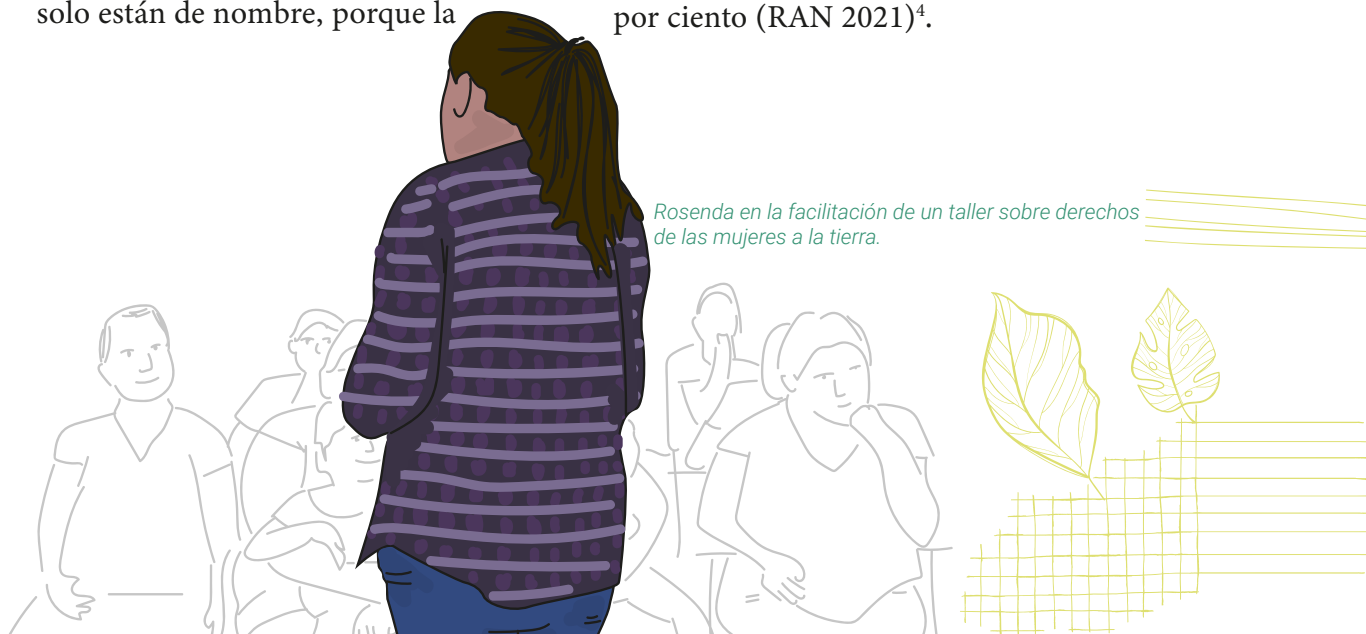 solo están de nombre, porque la
por ciento (RAN 2021)⁴.
Rosenda en la facilitación de un taller sobre derechos
de las mujeres a la tierra.